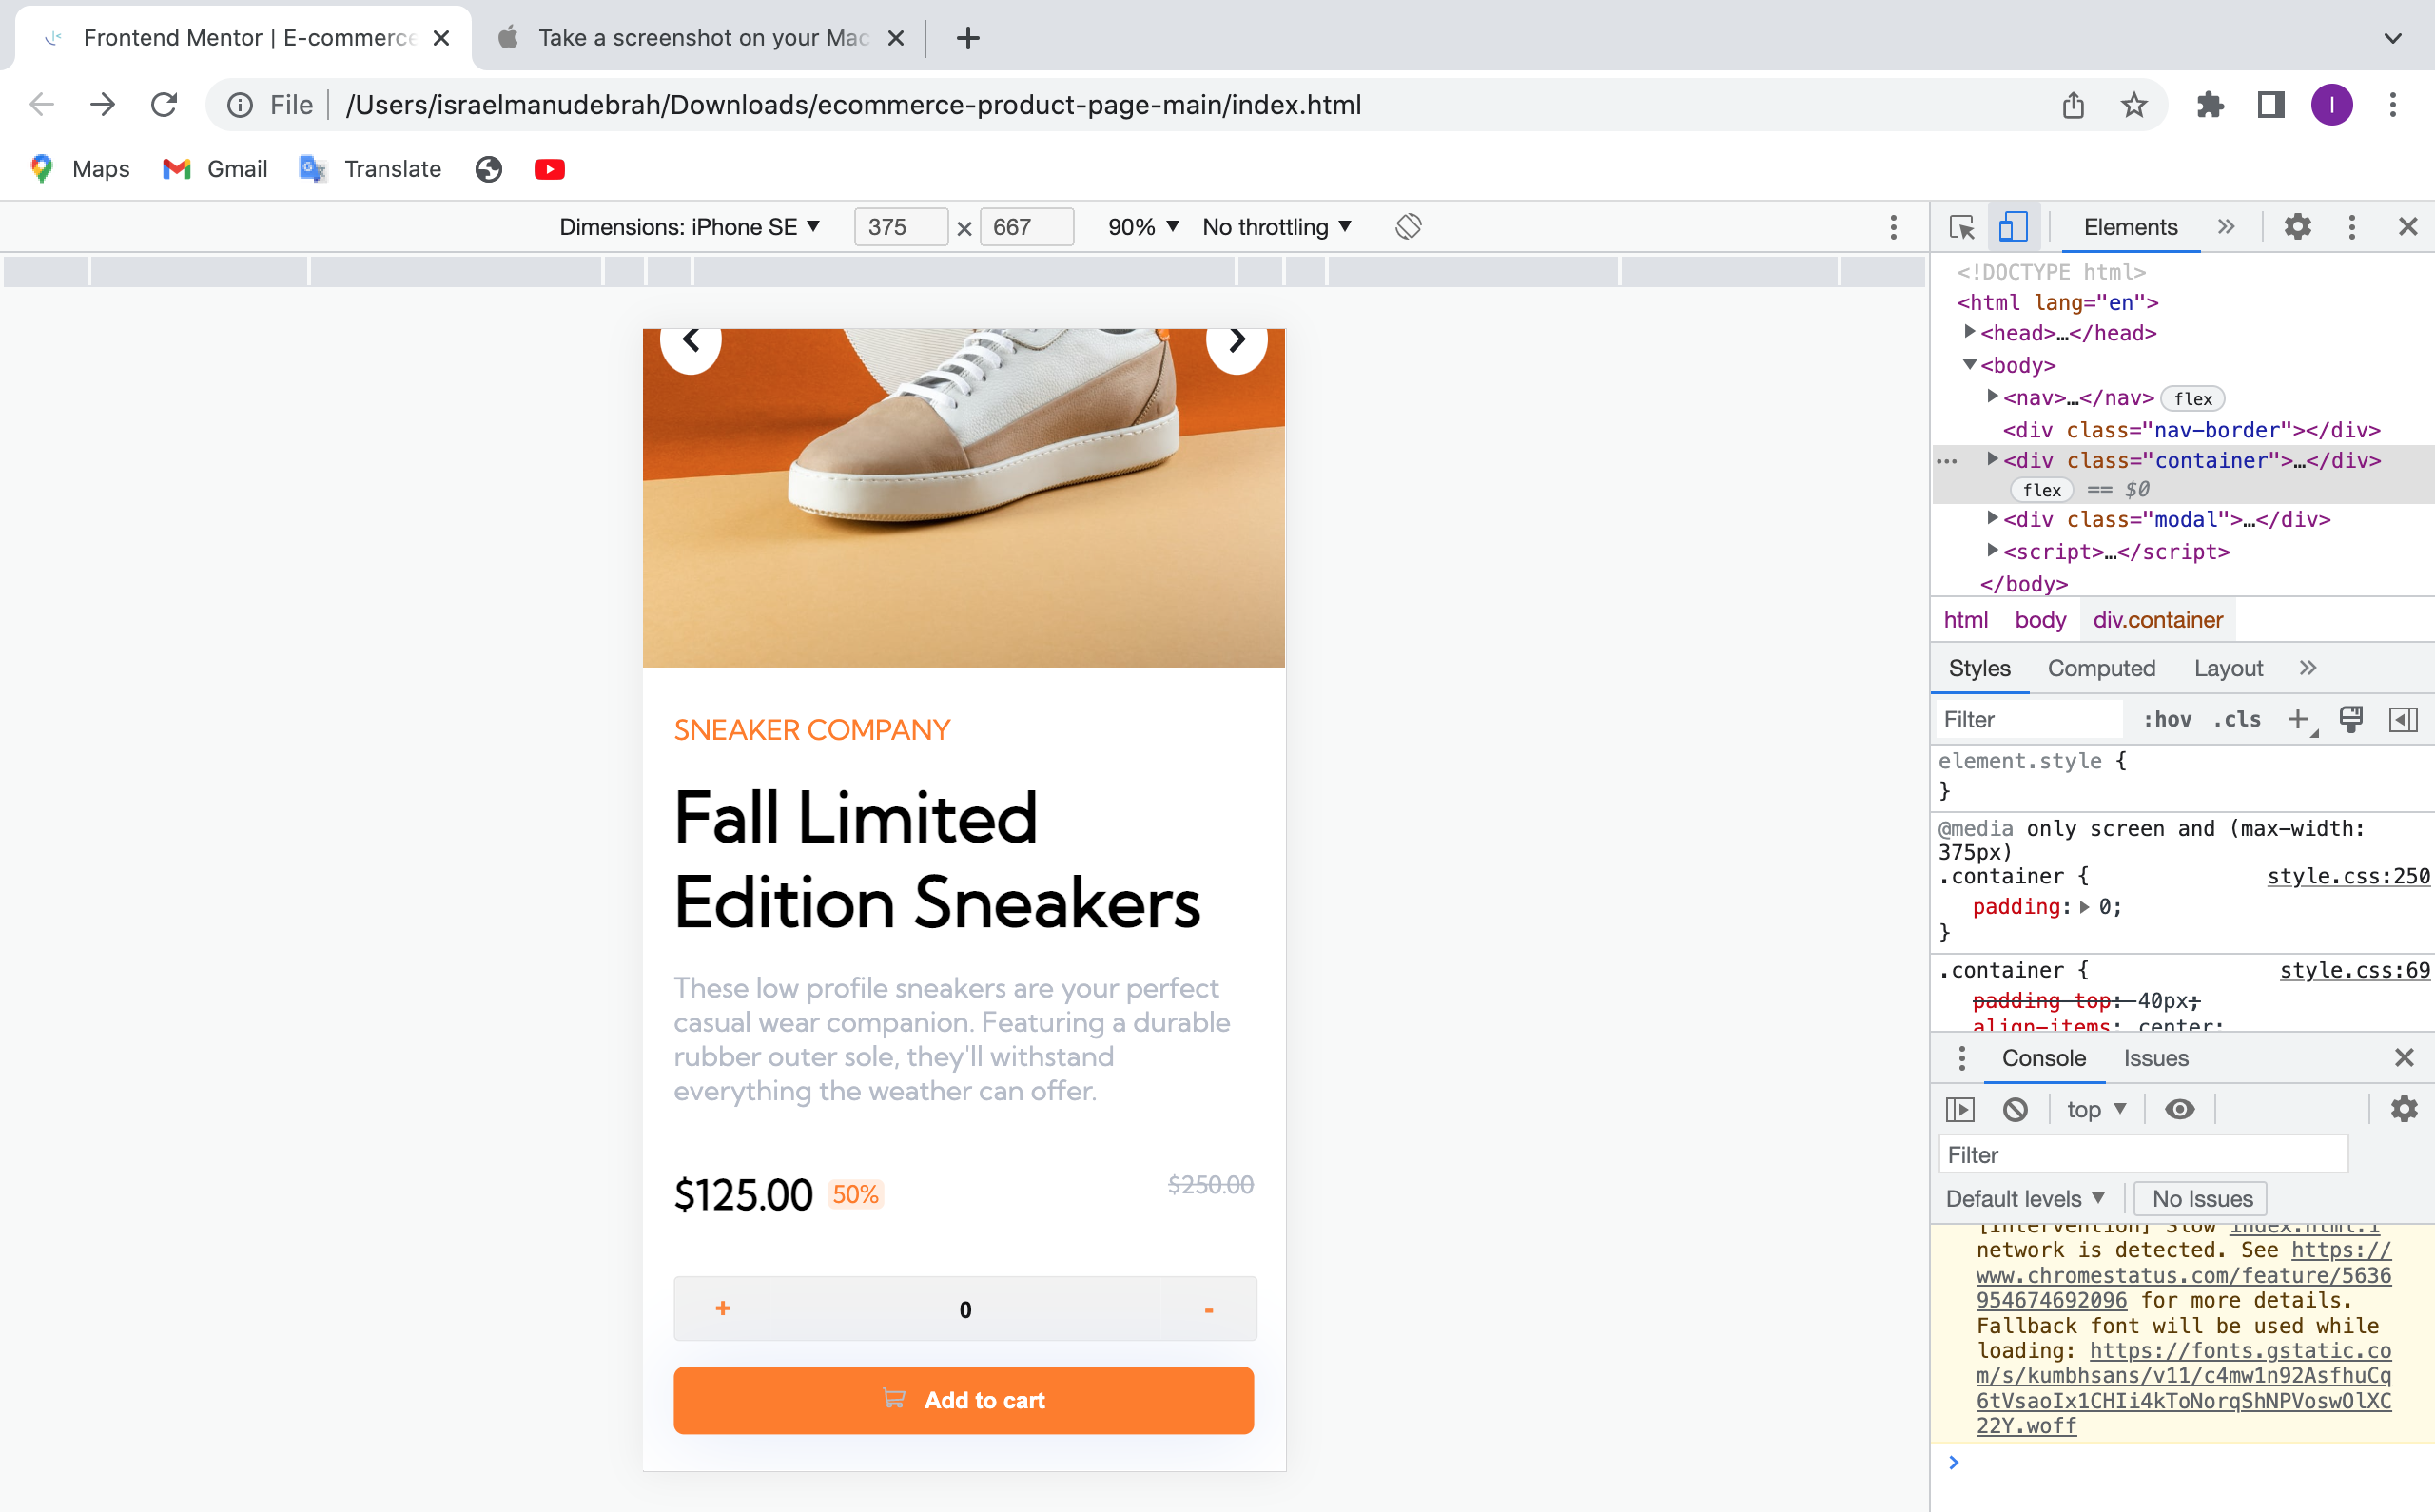 Frontend Mentor | E-commerce
Take a screenshot on your Mac
File
/Users/israelmanudebrah/Downloads/ecommerce-product-page-main/index.html
I
Maps
Gmail
Translate
Dimensions: iPhone SE
375 × 667
90%
No throttling
Elements
<!DOCTYPE html>
<html lang="en">
<head>…</head>
<body>
<nav>…</nav> flex
<div class="nav-border"></div>
<div class="container">…</div>
flex == $0
<div class="modal">…</div>
<script>…</script>
</body>
html body div.container
Styles Computed Layout
Filter :hov .cls
element.style {
}
@media only screen and (max-width:
375px)
.container { style.css:250
padding: 0;
}
.container { style.css:69
padding top: 40px;
align-items: center;
Console Issues
top
Filter
Default levels No Issues
[Intervention] Slow index.html:1
network is detected. See https://
www.chromestatus.com/feature/5636
954674692096 for more details.
Fallback font will be used while
loading: https://fonts.gstatic.co
m/s/kumbhsans/v11/c4mw1n92AsfhuCq
6tVsaoIx1CHIi4kToNorqShNPVoswOlXC
22Y.woff
SNEAKER COMPANY
Fall Limited
Edition Sneakers
These low profile sneakers are your perfect
casual wear companion. Featuring a durable
rubber outer sole, they'll withstand
everything the weather can offer.
$125.00 50% $250.00
+ 0 -
Add to cart